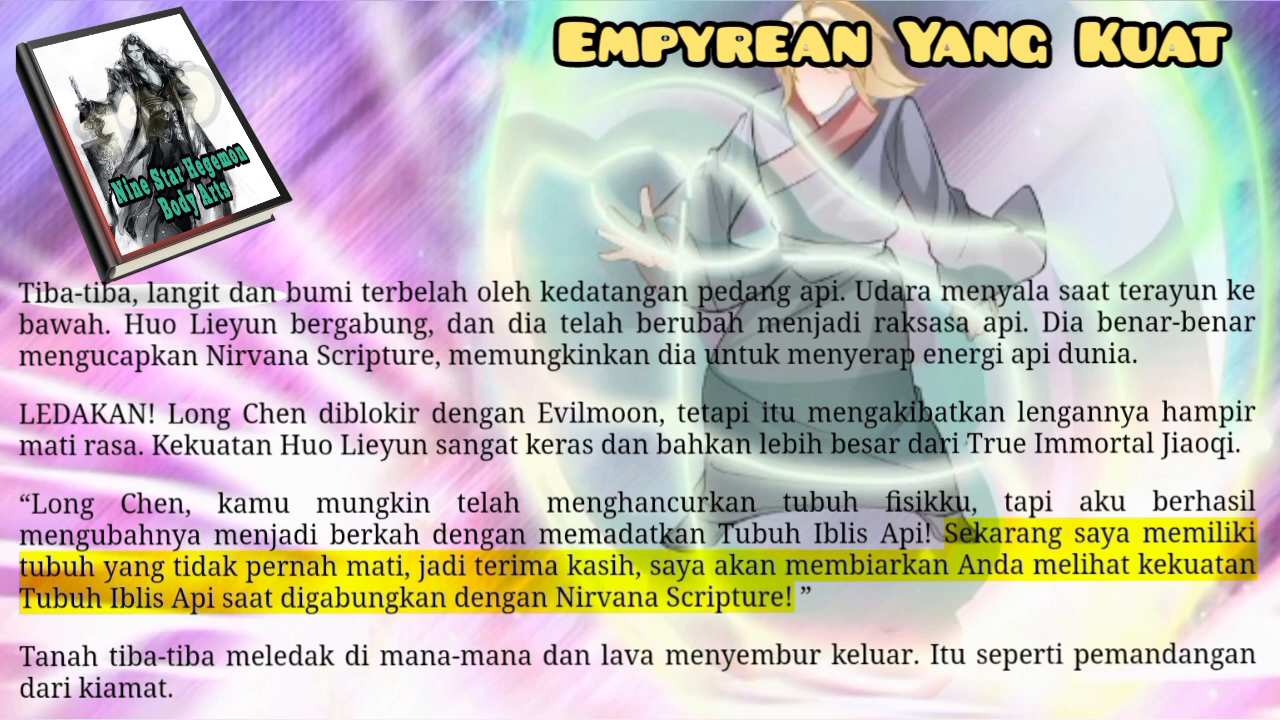 Empyrean Yang Kuat
Nine Star Hegemon
Body Arts
Tiba-tiba, langit dan bumi terbelah oleh kedatangan pedang api. Udara menyala saat terayun ke
bawah. Huo Lieyun bergabung, dan dia telah berubah menjadi raksasa api. Dia benar-benar
mengucapkan Nirvana Scripture, memungkinkan dia untuk menyerap energi api dunia.
LEDAKAN! Long Chen diblokir dengan Evilmoon, tetapi itu mengakibatkan lengannya hampir
mati rasa. Kekuatan Huo Lieyun sangat keras dan bahkan lebih besar dari True Immortal Jiaoqi.
“Long Chen, kamu mungkin telah menghancurkan tubuh fisikku, tapi aku berhasil
mengubahnya menjadi berkah dengan memadatkan Tubuh Iblis Api! Sekarang saya memiliki
tubuh yang tidak pernah mati, jadi terima kasih, saya akan membiarkan Anda melihat kekuatan
Tubuh Iblis Api saat digabungkan dengan Nirvana Scripture! ”
Tanah tiba-tiba meledak di mana-mana dan lava menyembur keluar. Itu seperti pemandangan
dari kiamat.